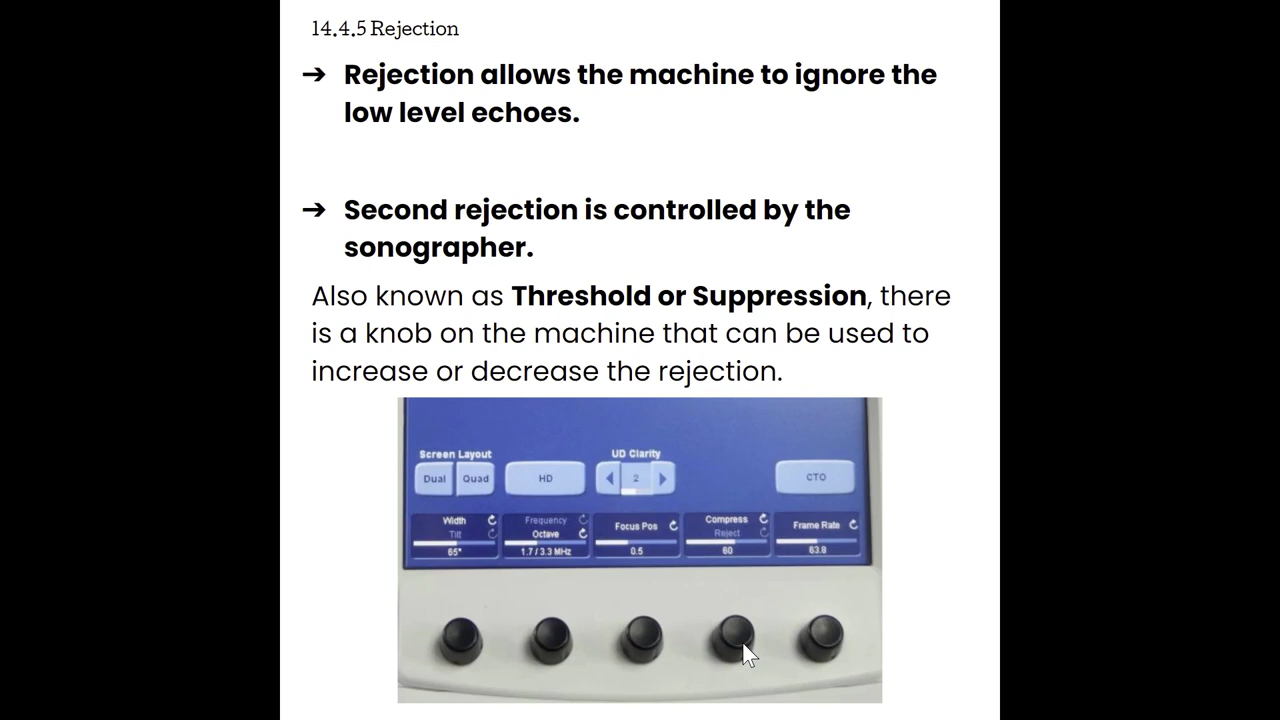 14.4.5 Rejection
➔ Rejection allows the machine to ignore the
low level echoes.
➔ Second rejection is controlled by the
sonographer.
Also known as Threshold or Suppression, there
is a knob on the machine that can be used to
increase or decrease the rejection.
Screen Layout UD Clarity
Dual Quad HD 2 CTO
Width Frequency Focus Pos Compress Frame Rate
Tilt Octave Reject
65° 1.7 / 3.3 MHz 0.5 60 63.8